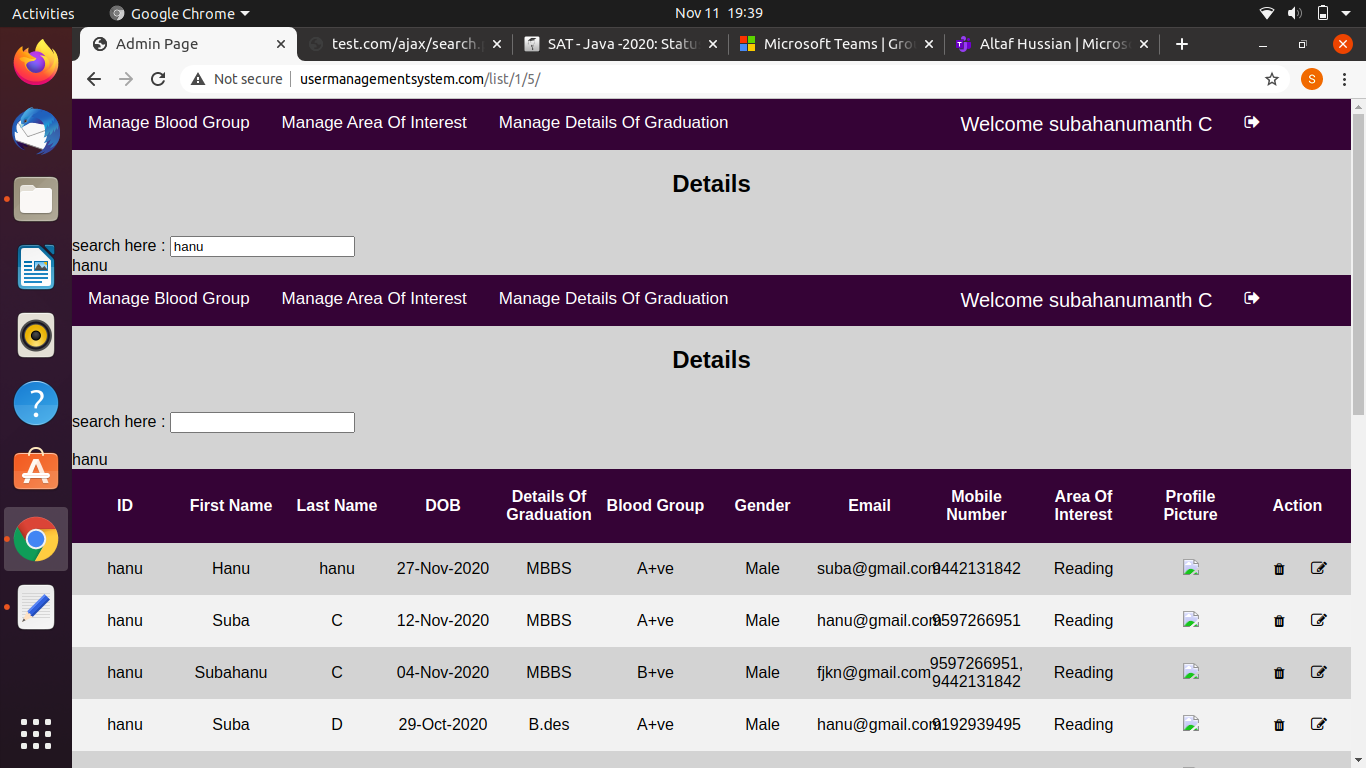 Activities Google Chrome Nov 11 19:39
Admin Page test.com/ajax/search. SAT - Java -2020: Statu Microsoft Teams | Gro Altaf Hussian | Micros
Not secure usermanagementsystem.com/list/1/5/ S
Manage Blood Group Manage Area Of Interest Manage Details Of Graduation Welcome subahanumanth C
Details
search here : hanu
hanu
Manage Blood Group Manage Area Of Interest Manage Details Of Graduation Welcome subahanumanth C
Details
search here :
hanu
ID First Name Last Name DOB Details Of Graduation Blood Group Gender Email Mobile Number Area Of Interest Profile Picture Action
hanu Hanu hanu 27-Nov-2020 MBBS A+ve Male suba@gmail.com 9442131842 Reading
hanu Suba C 12-Nov-2020 MBBS A+ve Male hanu@gmail.com 9597266951 Reading
hanu Subahanu C 04-Nov-2020 MBBS B+ve Male fjkn@gmail.com 9597266951, 9442131842 Reading
hanu Suba D 29-Oct-2020 B.des A+ve Male hanu@gmail.com 9192939495 Reading